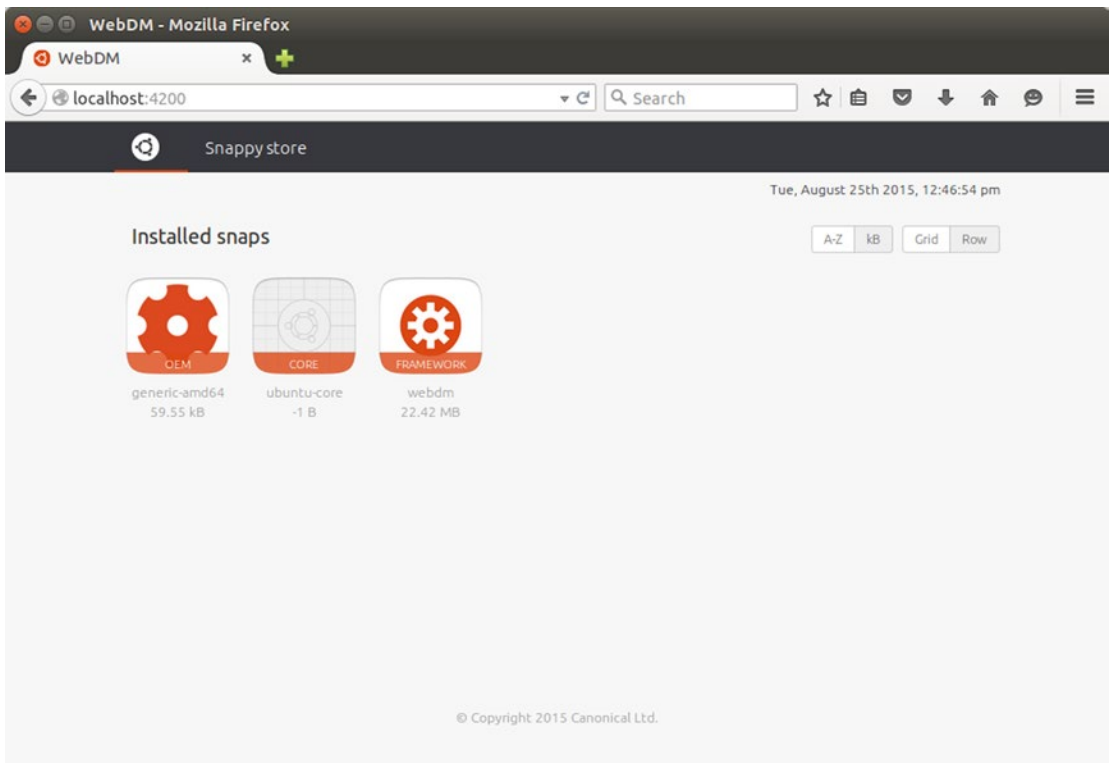 WebDM - Mozilla Firefox
WebDM
localhost:4200
Search
Snappy store
Tue, August 25th 2015, 12:46:54 pm
Installed snaps
A-Z kB Grid Row
OEM CORE FRAMEWORK
generic-amd64 ubuntu-core webdm
59.55 kB -1 B 22.42 MB
© Copyright 2015 Canonical Ltd.